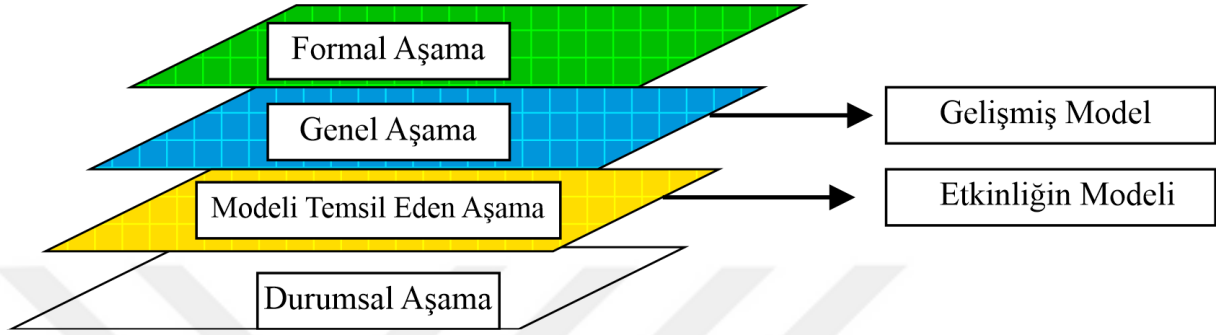 Formal Aşama
Genel Aşama
Gelişmiş Model
Modeli Temsil Eden Aşama
Etkinliğin Modeli
Durumsal Aşama